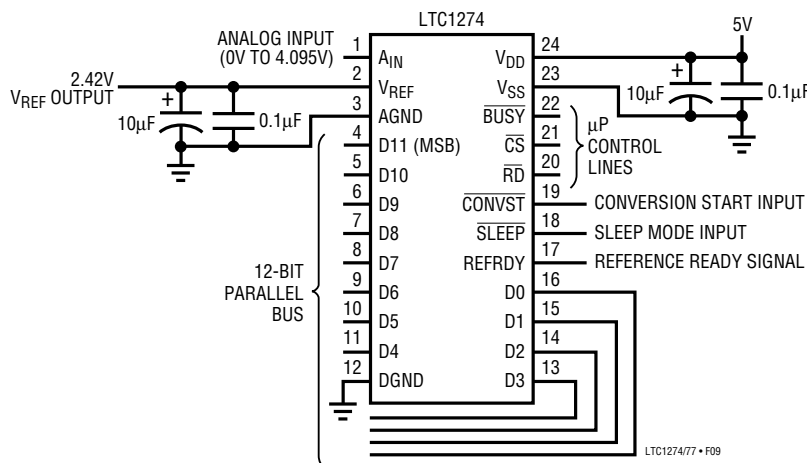 LTC1274
5V
ANALOG INPUT
(0V TO 4.095V)
1 AIN VDD 24
2.42V
VREF OUTPUT
2 VREF VSS 23
+ 10µF 0.1µF
+ 10µF 0.1µF
3 AGND BUSY 22
4 D11 (MSB) CS 21
5 D10 RD 20
µP
CONTROL
LINES
6 D9 CONVST 19 CONVERSION START INPUT
7 D8 SLEEP 18 SLEEP MODE INPUT
8 D7 REFRDY 17 REFERENCE READY SIGNAL
12-BIT
PARALLEL
BUS
9 D6 D0 16
10 D5 D1 15
11 D4 D2 14
12 DGND D3 13
LTC1274/77 • F09